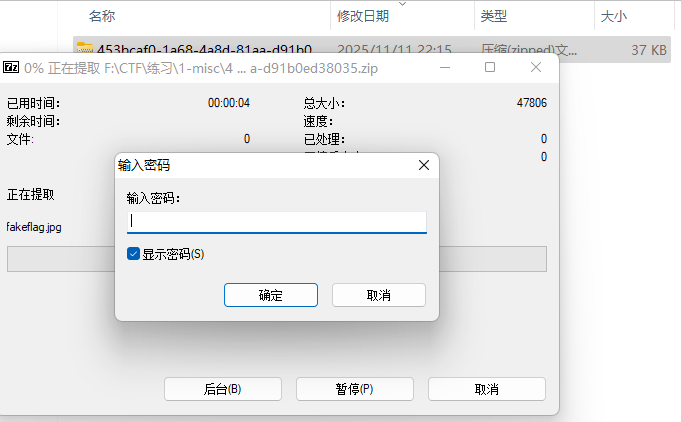 名称 修改日期 类型 大小
453bcaf0-1a68-4a8d-81aa-d91b0 2025/11/11 22:15 压缩(zipped)文... 37 KB
7z 0% 正在提取 F:\CTF\练习\1-misc\4 ... a-d91b0ed38035.zip
已用时间: 00:00:04 总大小: 47806
剩余时间: 速度:
文件: 0 已处理: 0
0
输入密码
输入密码:
正在提取
fakeflag.jpg
显示密码(S)
确定 取消
后台(B) 暂停(P) 取消